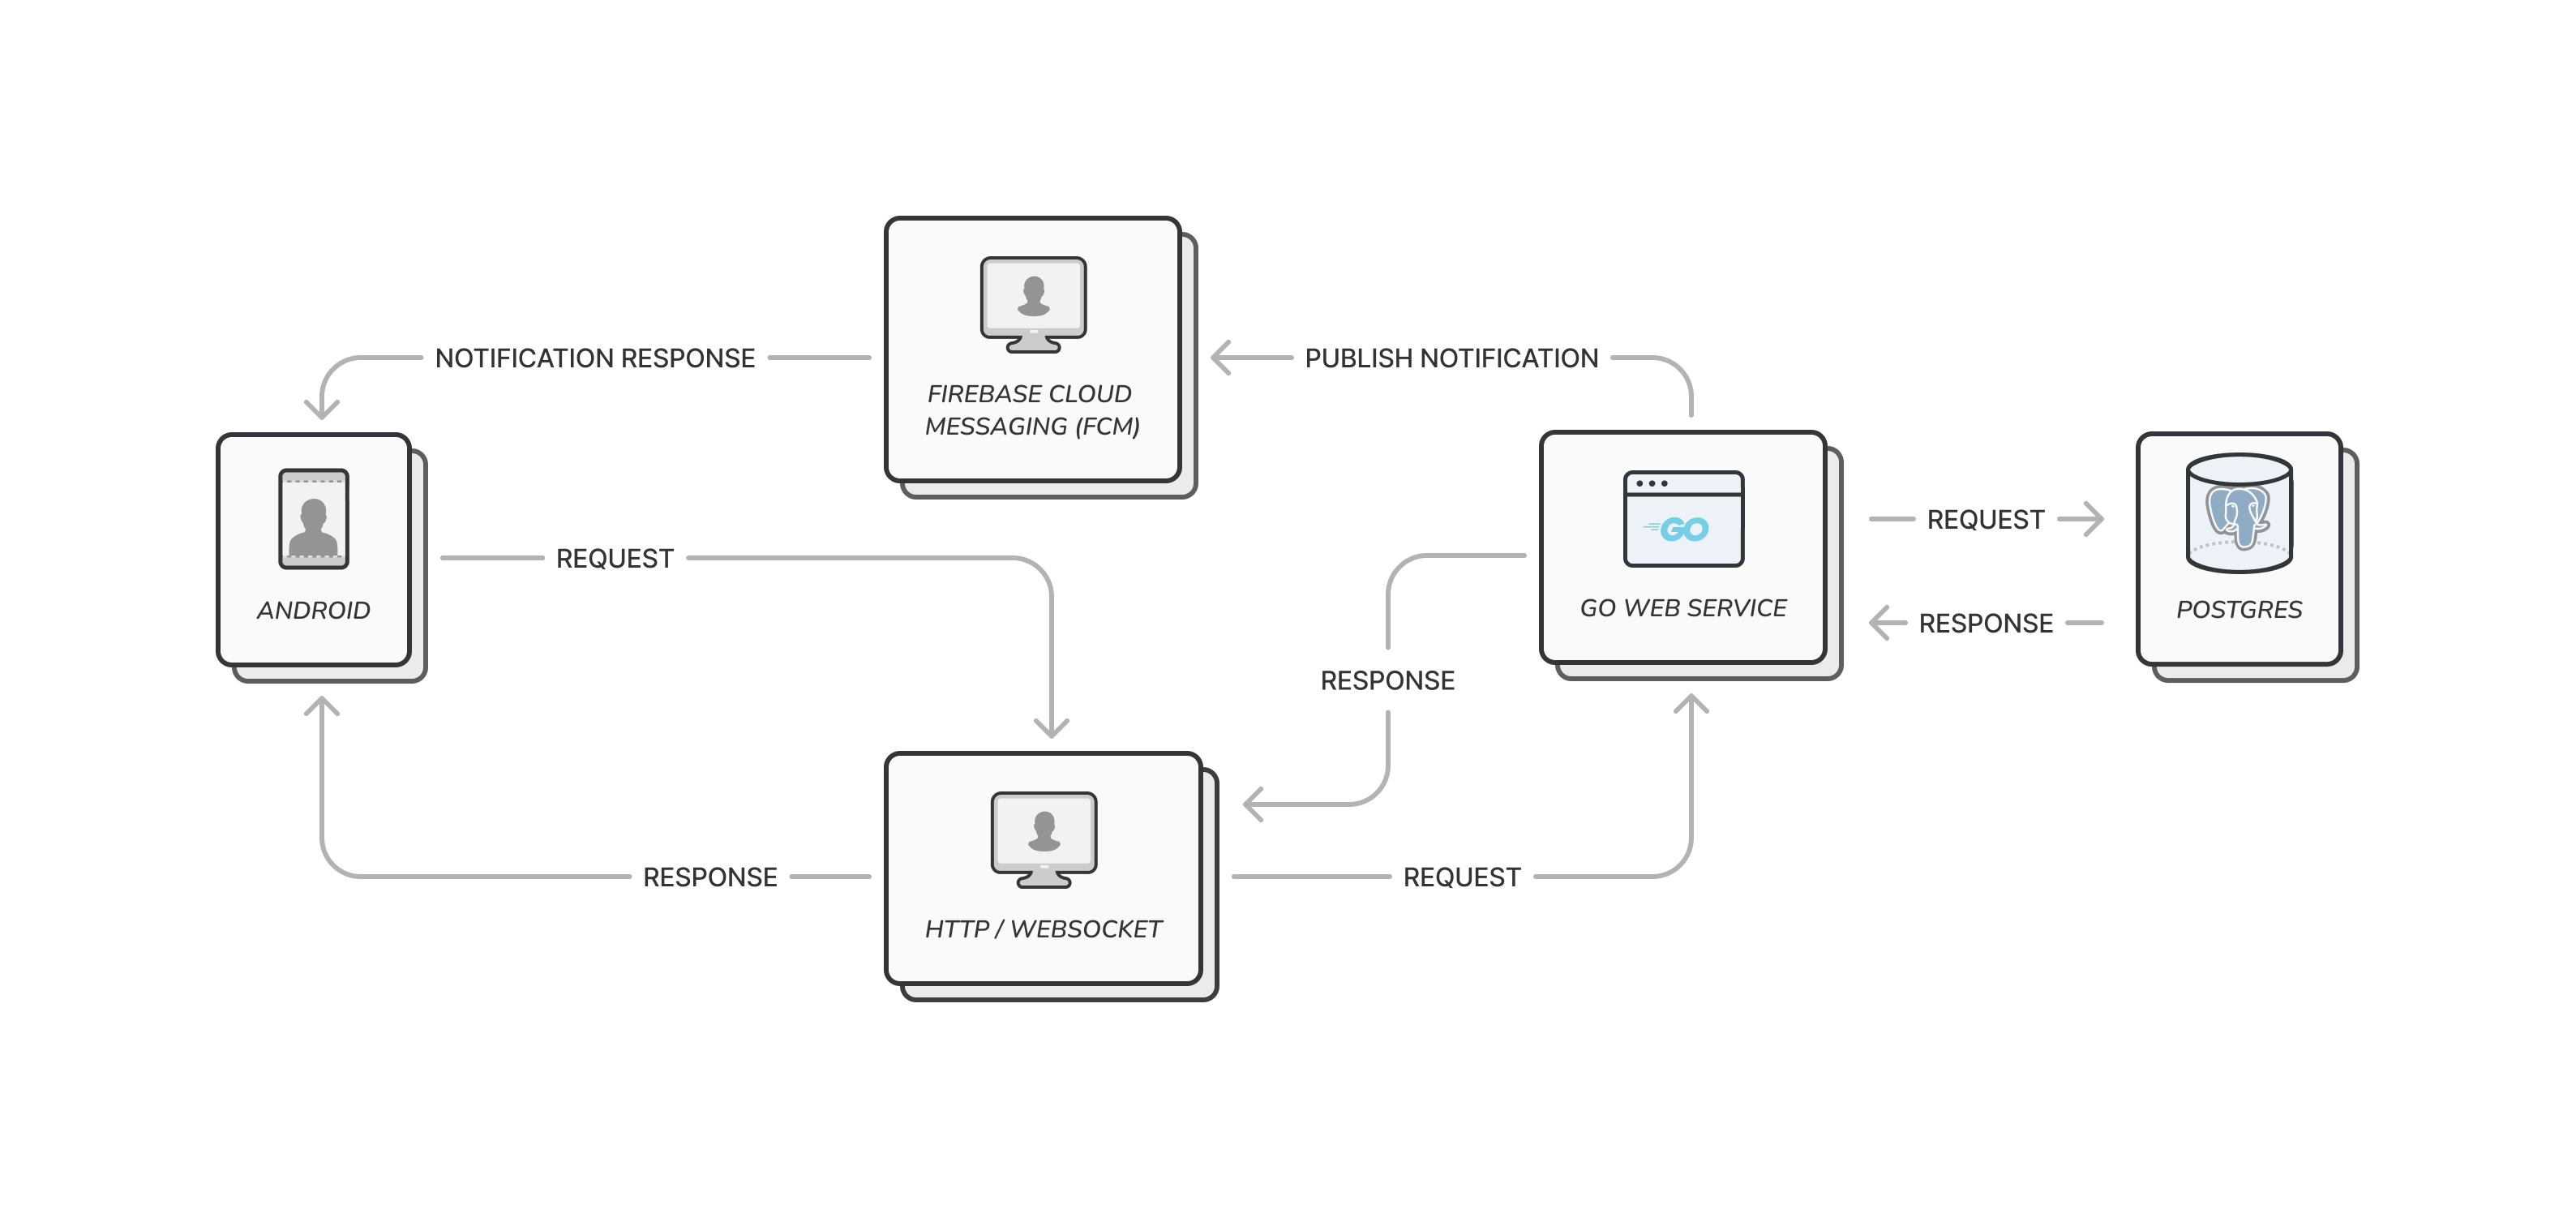 NOTIFICATION RESPONSE
FIREBASE CLOUD
MESSAGING (FCM)
PUBLISH NOTIFICATION
ANDROID
REQUEST
GO
GO WEB SERVICE
REQUEST
RESPONSE
POSTGRES
RESPONSE
RESPONSE
HTTP / WEBSOCKET
REQUEST